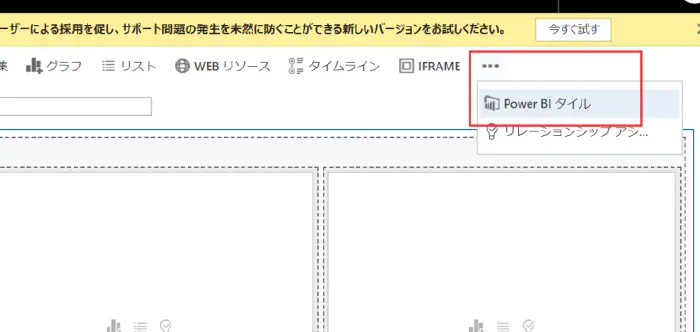 ーザーによる採用を促し、サポート問題の発生を未然に防ぐことができる新しいバージョンをお試しください。 今すぐ試す
集 グラフ リスト WEB リソース タイムライン IFRAME •••
Power BI タイル
リレーションシップ アシ...